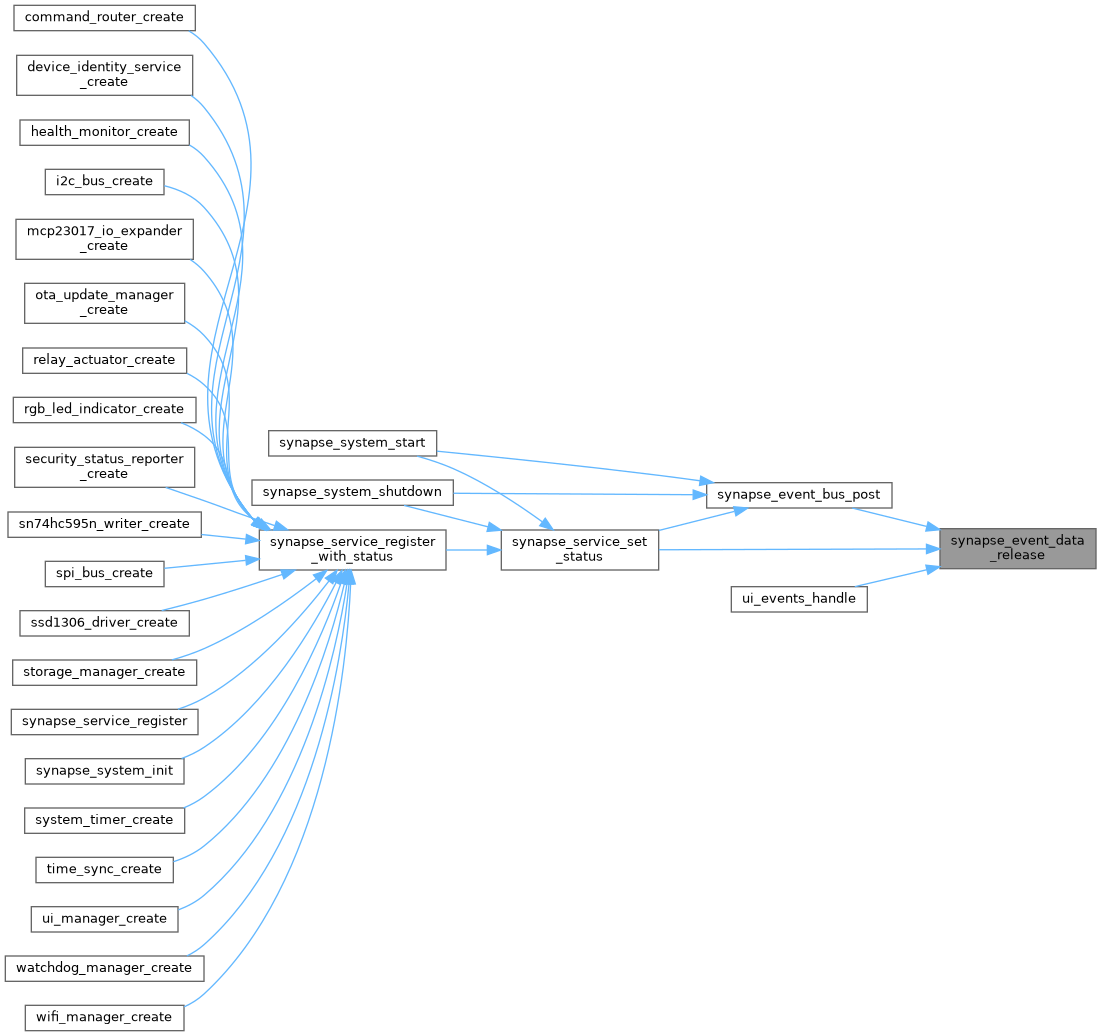 command_router_create
device_identity_service
_create
health_monitor_create
i2c_bus_create
mcp23017_io_expander
_create
ota_update_manager
_create
relay_actuator_create
rgb_led_indicator_create
security_status_reporter
_create
sn74hc595n_writer_create
spi_bus_create
ssd1306_driver_create
storage_manager_create
synapse_service_register
synapse_system_init
system_timer_create
time_sync_create
ui_manager_create
watchdog_manager_create
wifi_manager_create
synapse_service_register
_with_status
synapse_system_start
synapse_system_shutdown
synapse_service_set
_status
synapse_event_bus_post
ui_events_handle
synapse_event_data
_release